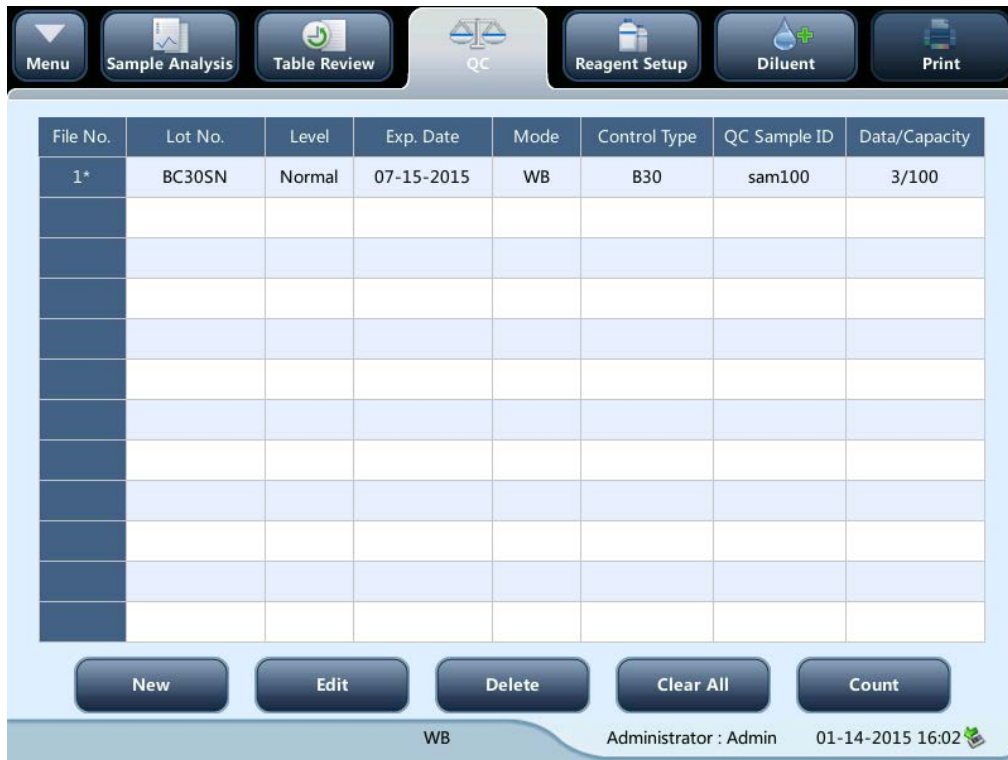 Menu Sample Analysis Table Review QC Reagent Setup Diluent Print
File No. Lot No. Level Exp. Date Mode Control Type QC Sample ID Data/Capacity
1* BC30SN Normal 07-15-2015 WB B30 sam100 3/100
New Edit Delete Clear All Count
WB Administrator : Admin 01-14-2015 16:02